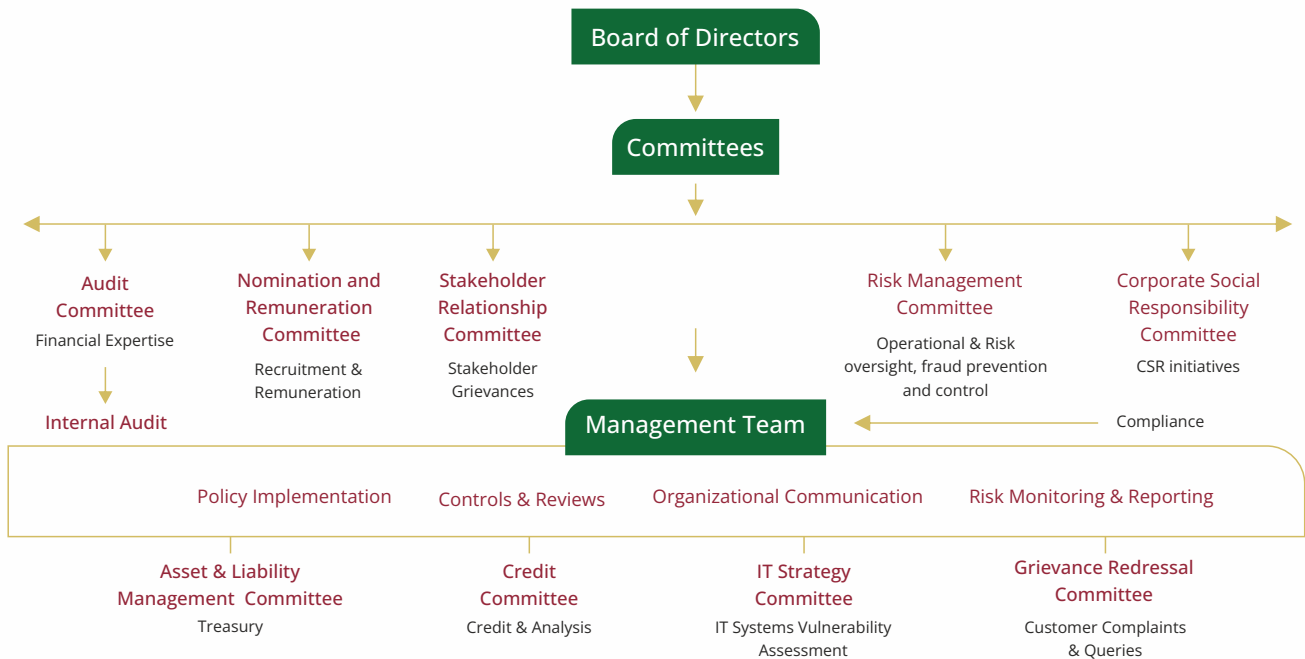 Board of Directors
Committees
Audit
Committee
Financial Expertise
Internal Audit
Nomination and
Remuneration
Committee
Recruitment &
Remuneration
Stakeholder
Relationship
Committee
Stakeholder
Grievances
Risk Management
Committee
Operational & Risk
oversight, fraud prevention
and control
Corporate Social
Responsibility
Committee
CSR initiatives
Compliance
Management Team
Policy Implementation
Controls & Reviews
Organizational Communication
Risk Monitoring & Reporting
Asset & Liability
Management Committee
Treasury
Credit
Committee
Credit & Analysis
IT Strategy
Committee
IT Systems Vulnerability
Assessment
Grievance Redressal
Committee
Customer Complaints
& Queries